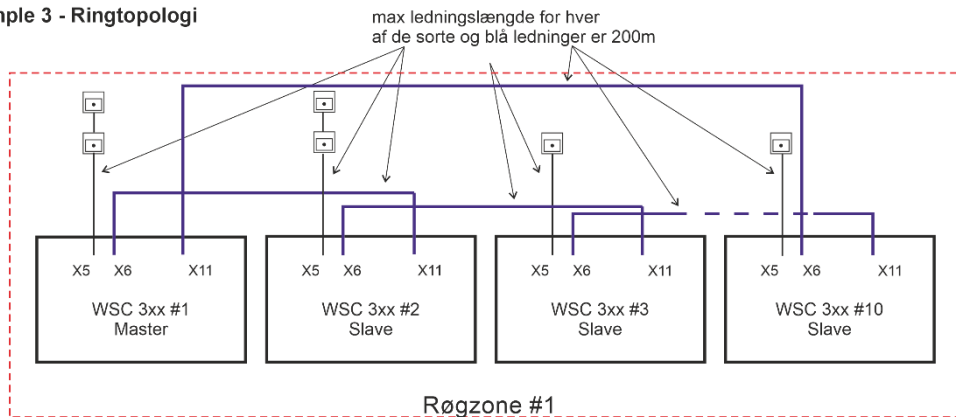 mple 3 - Ringtopologi
max ledningslængde for hver
af de sorte og blå ledninger er 200m
X5 X6 X11
WSC 3xx #1
Master
X5 X6 X11
WSC 3xx #2
Slave
X5 X6 X11
WSC 3xx #3
Slave
X5 X6 X11
WSC 3xx #10
Slave
Røgzone #1